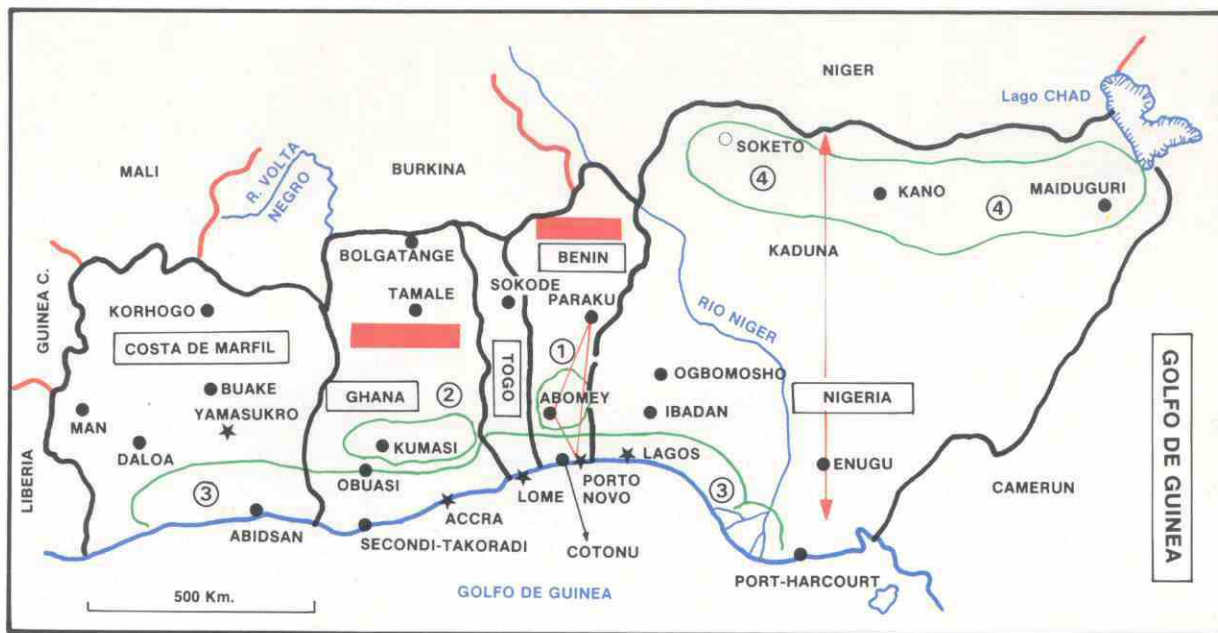 NIGER
Lago CHAD
MALI
R. VOLTA
NEGRO
BURKINA
④
SOKETO
KANO
④
MAIDUGURI
BOLGATANGE
BENIN
KADUNA
GUINEA C.
KORHOGO
TAMALE
SOKODE
PARAKU
RIO NIGER
COSTA DE MARFIL
①
TOGO
OGBOMOSHO
BUAKE
GHANA
②
ABOMEY
IBADAN
NIGERIA
MAN
YAMASUKRO
DALOA
KUMASI
LAGOS
ENUGU
LIBERIA
③
OBUASI
LOME
PORTO
NOVO
③
CAMERUN
ABIDSAN
ACCRA
SECONDI-TAKORADI
COTONU
PORT-HARCOURT
500 Km.
GOLFO DE GUINEA
GOLFO DE GUINEA